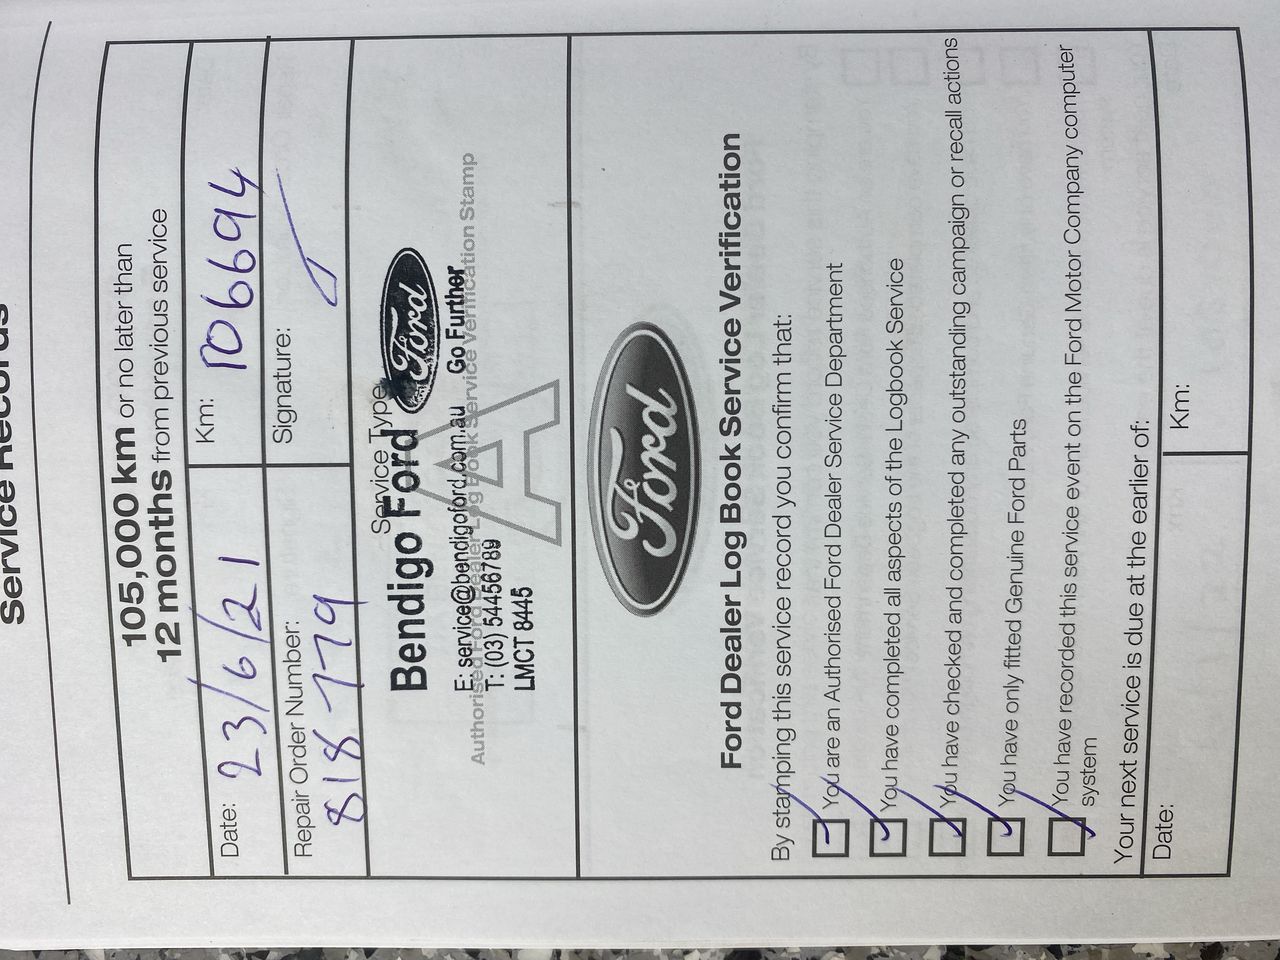 Service Records
105,000 km or no later than
12 months from previous service
Date: 23/6/21 Km: 106694
Repair Order Number: Signature:
818779
Service Type
Bendigo Ford Ford
Go Further
E: service@bendigoford.com.au
Authorised Ford Dealer Log Book Service Verification Stamp
T: (03) 54456789
LMCT 8445
A
Ford
Ford Dealer Log Book Service Verification
By stamping this service record you confirm that:
You are an Authorised Ford Dealer Service Department
You have completed all aspects of the Logbook Service
You have checked and completed any outstanding campaign or recall actions
You have only fitted Genuine Ford Parts
You have recorded this service event on the Ford Motor Company computer
system
Your next service is due at the earlier of:
Date: Km: